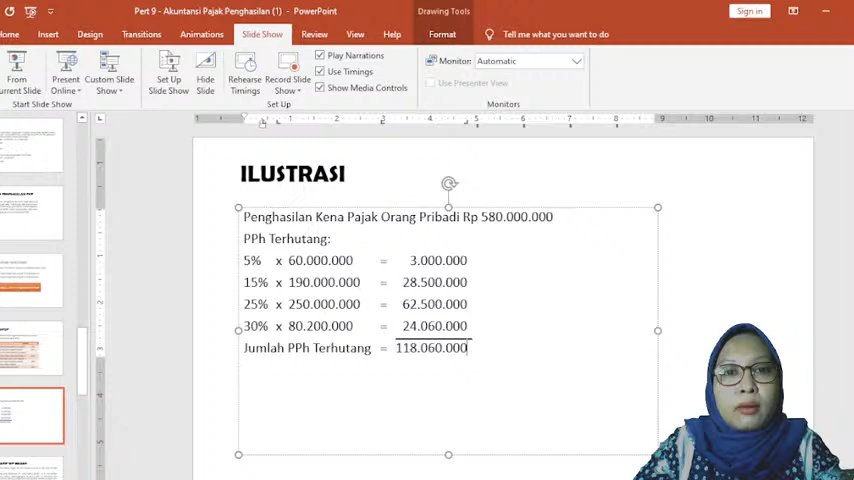 Pert 9 - Akuntansi Pajak Penghasilan (1) - PowerPoint
Drawing Tools
Sign in
Home Insert Design Transitions Animations Slide Show Review View Help Format Tell me what you want to do
From Current Slide
Present Online
Custom Slide Show
Set Up Slide Show
Hide Slide
Rehearse Timings
Record Slide Show
Play Narrations
Use Timings
Show Media Controls
Monitor: Automatic
Use Presenter View
Start Slide Show
Set Up
Monitors
ILUSTRASI
Penghasilan Kena Pajak Orang Pribadi Rp 580.000.000
PPh Terhutang:
5% x 60.000.000 = 3.000.000
15% x 190.000.000 = 28.500.000
25% x 250.000.000 = 62.500.000
30% x 80.200.000 = 24.060.000
Jumlah PPh Terhutang = 118.060.000